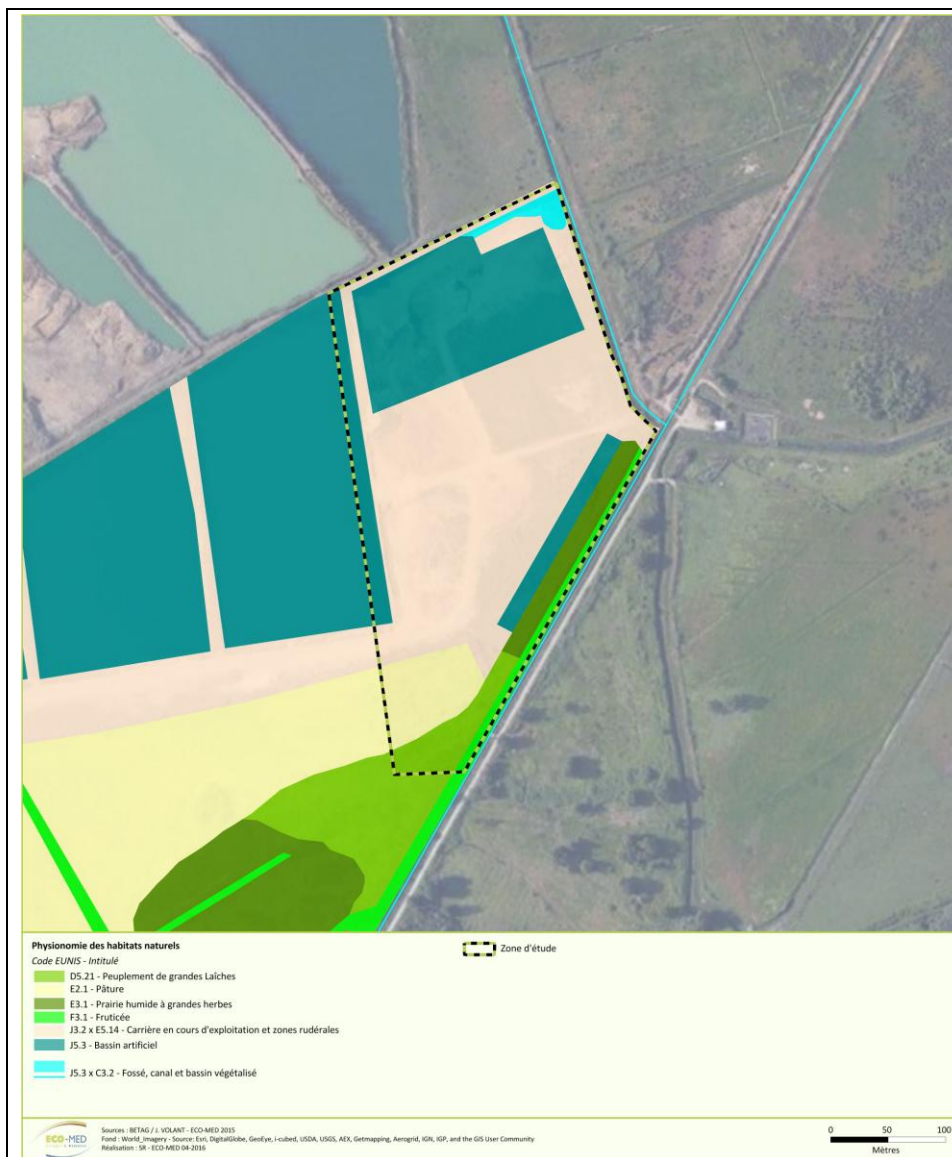 Physionomie des habitats naturels
Code EUNIS - Intitulé
D5.21 - Peuplement de grandes Laîches
E2.1 - Pâture
E3.1 - Prairie humide à grandes herbes
F3.1 - Fruticée
J3.2 x E5.14 - Carrière en cours d'exploitation et zones rudérales
J5.3 - Bassin artificiel
J5.3 x C3.2 - Fossé, canal et bassin végétalisé
Zone d'étude
ECO-MED
Sources : BETAG / J. VOLANT - ECO-MED 2015
Fond : World_Imagery - Source: Esri, DigitalGlobe, GeoEye, i-cubed, USDA, USGS, AEX, Getmapping, Aerogrid, IGN, IGP, and the GIS User Community
Réalisation : SR - ECO-MED 04-2016
0 50 100
Mètres